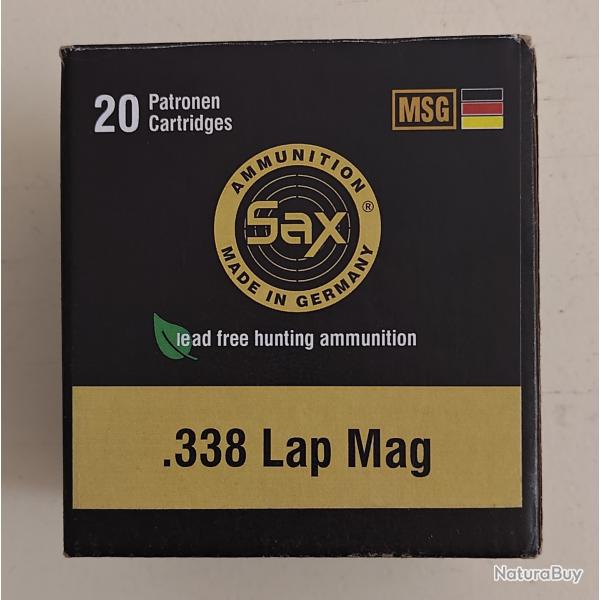 20 Patronen
Cartridges
MSG
AMMUNITION
Sax ®
MADE IN GERMANY
lead free hunting ammunition
.338 Lap Mag
NaturaBuy